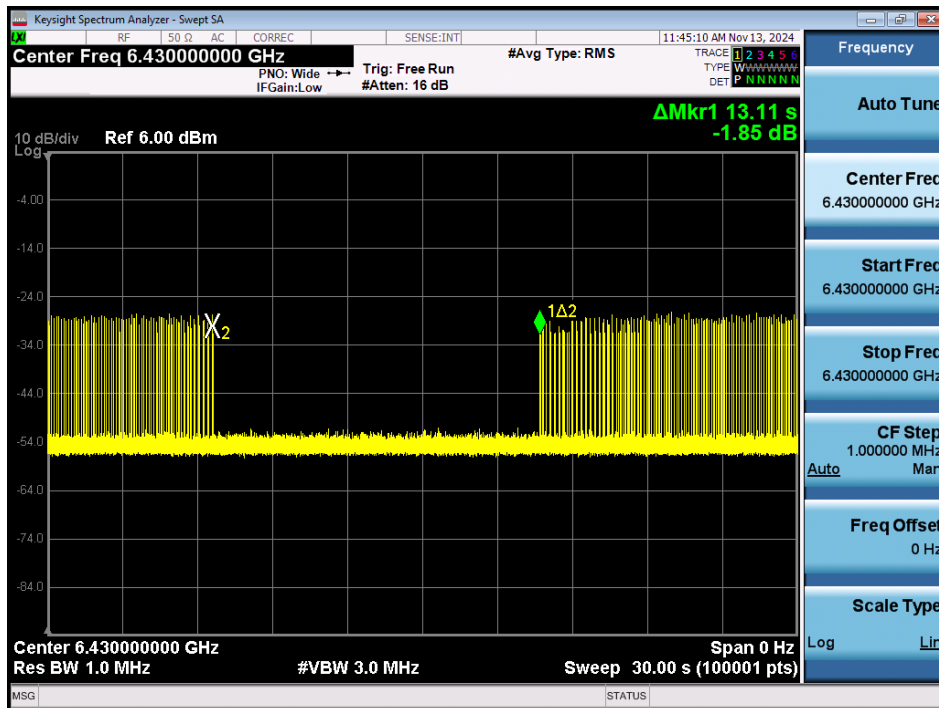 Keysight Spectrum Analyzer - Swept SA
LXI
RF
50 Ω
AC
CORREC
SENSE:INT
11:45:10 AM Nov 13, 2024
Center Freq 6.430000000 GHz
PNO: Wide
IFGain:Low
Trig: Free Run
#Atten: 16 dB
#Avg Type: RMS
TRACE 1 2 3 4 5 6
TYPE WWWWWW
DET P N N N N N
ΔMkr1 13.11 s
-1.85 dB
10 dB/div
Log
Ref 6.00 dBm
-4.00
-14.0
-24.0
-34.0
-44.0
-54.0
-64.0
-74.0
-84.0
2
1Δ2
Center 6.430000000 GHz
Span 0 Hz
Res BW 1.0 MHz
#VBW 3.0 MHz
Sweep 30.00 s (100001 pts)
MSG
STATUS
Frequency
Auto Tune
Center Freq
6.430000000 GHz
Start Freq
6.430000000 GHz
Stop Freq
6.430000000 GHz
CF Step
1.000000 MHz
Auto Man
Freq Offset
0 Hz
Scale Type
Log Lin